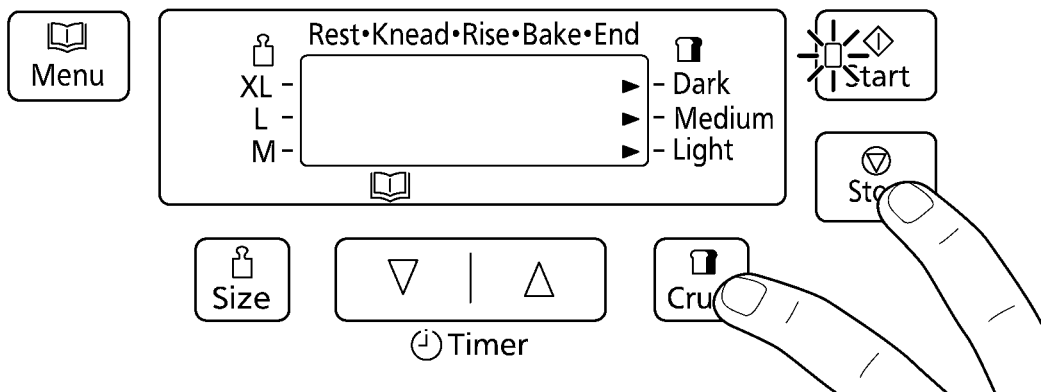 Menu
Rest•Knead•Rise•Bake•End
XL
L
M
Dark
Medium
Light
Start
Size
Timer